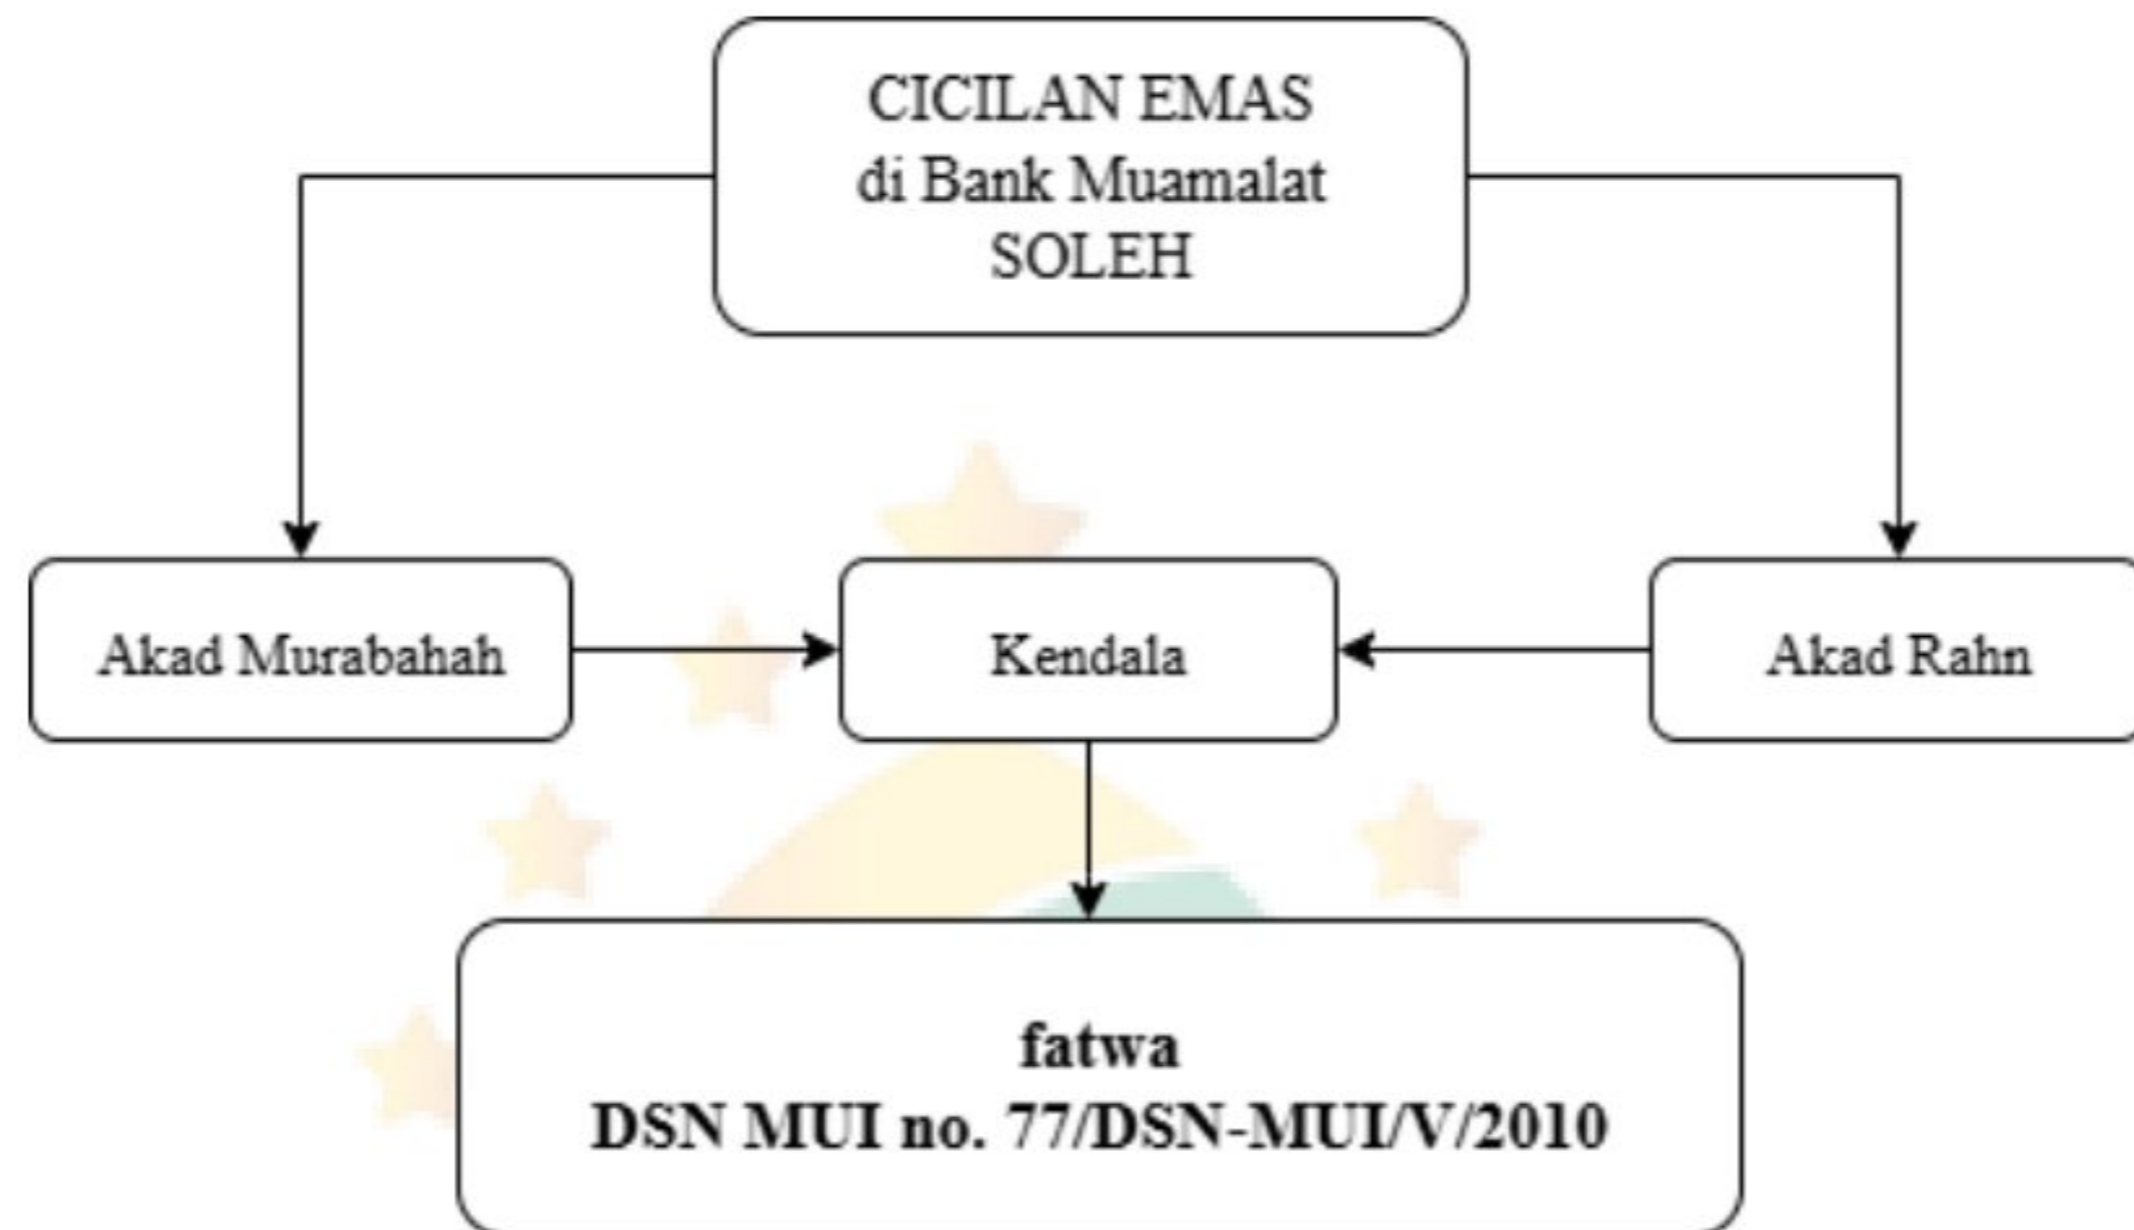 CICILAN EMAS
di Bank Muamalat
SOLEH
Akad Murabahah
Kendala
Akad Rahn
fatwa
DSN MUI no. 77/DSN-MUI/V/2010